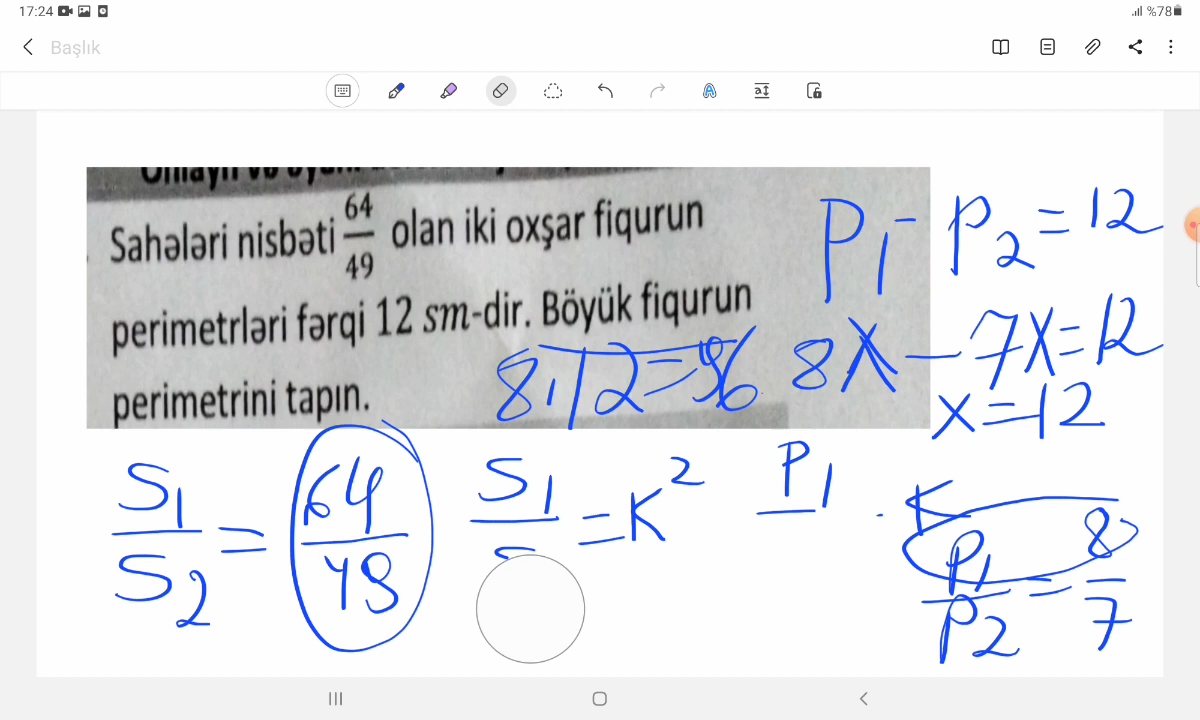 17:24
%78
Başlık
Sahələri nisbəti 64/49 olan iki oxşar fiqurun
perimetrləri fərqi 12 sm-dir. Böyük fiqurun
perimetrini tapın.
P1 - P2 = 12
8x - 7x = 12
x = 12
8·12 = 96
S1/S2 = 64/49
S1/ = K²
P1
P1/P2 = 8/7